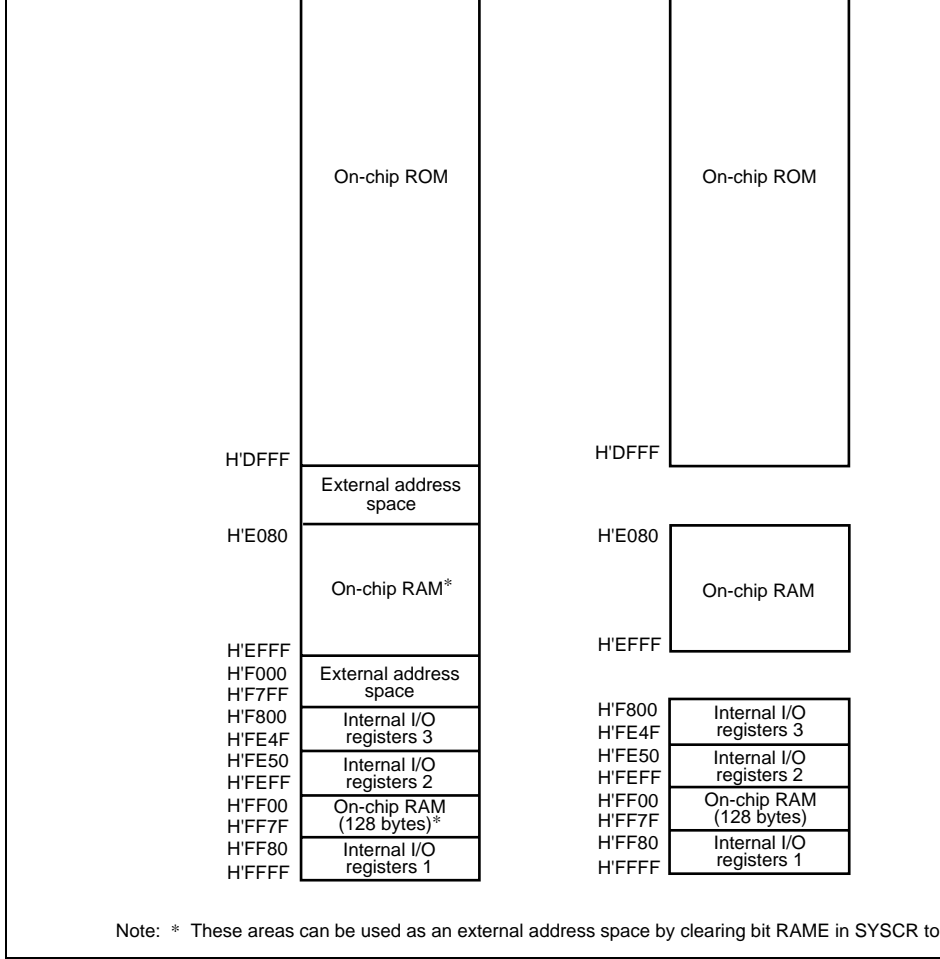 On-chip ROM
H'DFFF
External address
space
H'E080
On-chip RAM*
H'EFFF
H'F000
External address
space
H'F7FF
H'F800
Internal I/O
registers 3
H'FE4F
H'FE50
Internal I/O
registers 2
H'FEFF
H'FF00
On-chip RAM
(128 bytes)*
H'FF7F
H'FF80
Internal I/O
registers 1
H'FFFF
On-chip ROM
H'DFFF
H'E080
On-chip RAM
H'EFFF
H'F800
Internal I/O
registers 3
H'FE4F
H'FE50
Internal I/O
registers 2
H'FEFF
H'FF00
On-chip RAM
(128 bytes)
H'FF7F
H'FF80
Internal I/O
registers 1
H'FFFF
Note: * These areas can be used as an external address space by clearing bit RAME in SYSCR to